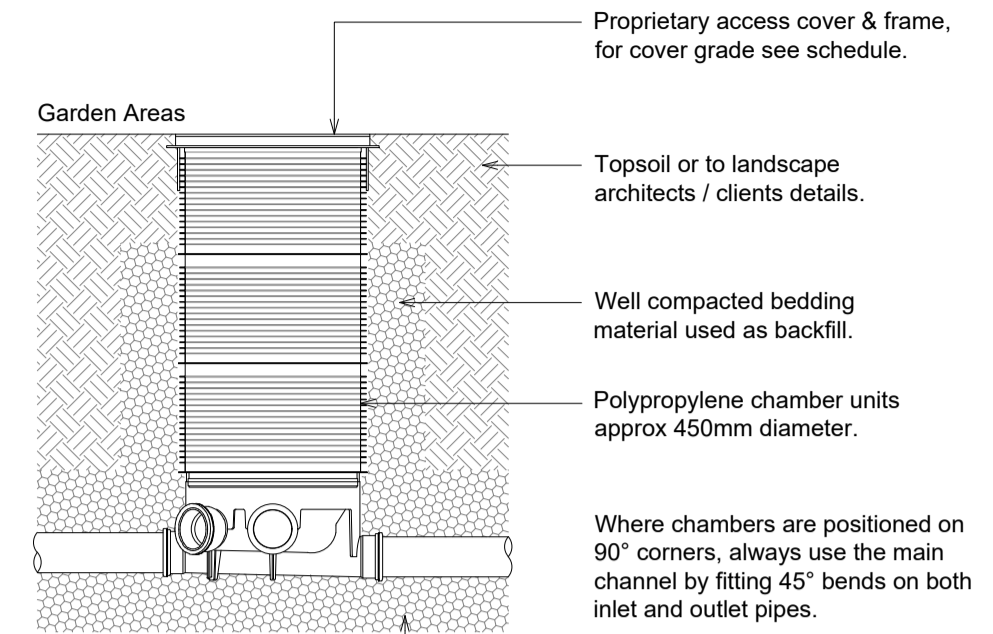 Proprietary access cover & frame,
for cover grade see schedule.
Garden Areas
Topsoil or to landscape
architects / clients details.
Well compacted bedding
material used as backfill.
Polypropylene chamber units
approx 450mm diameter.
Where chambers are positioned on
90° corners, always use the main
channel by fitting 45° bends on both
inlet and outlet pipes.